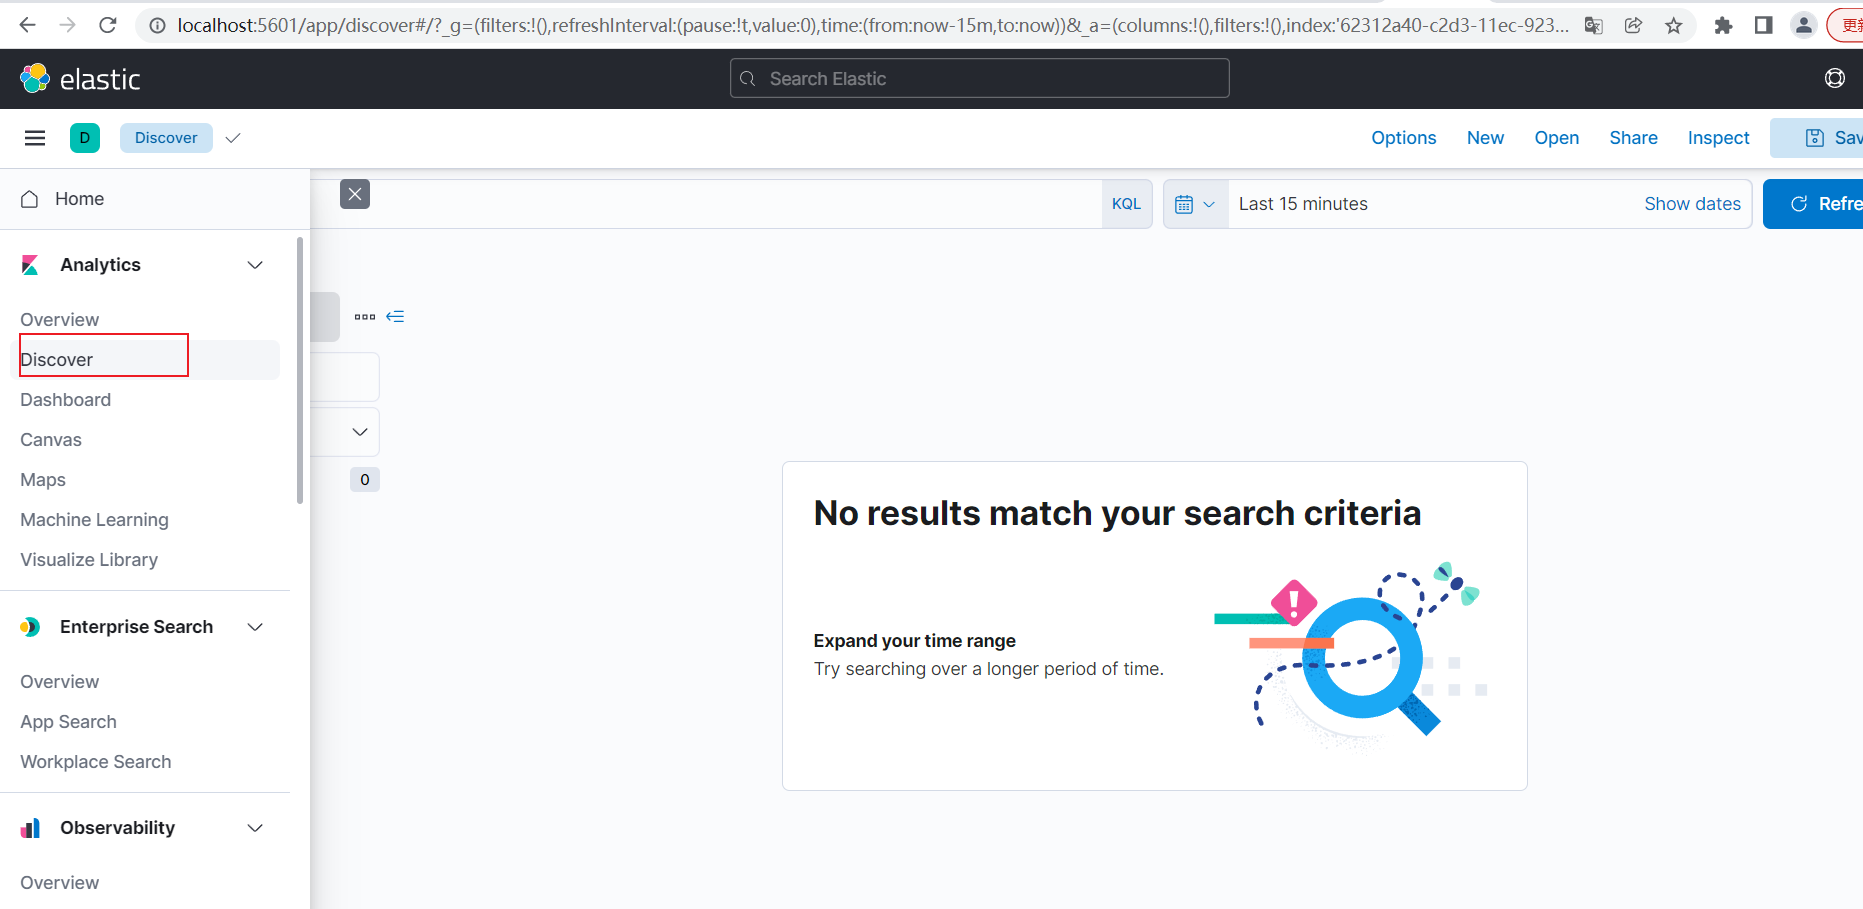 localhost:5601/app/discover#/?_g=(filters:!(),refreshInterval:(pause:!t,value:0),time:(from:now-15m,to:now))&_a=(columns:!(),filters:!(),index:'62312a40-c2d3-11ec-923...
elastic
Search Elastic
D
Discover
Options
New
Open
Share
Inspect
Sav
Home
KQL
Last 15 minutes
Show dates
Refre
Analytics
Overview
Discover
Dashboard
Canvas
Maps
Machine Learning
Visualize Library
0
No results match your search criteria
Expand your time range
Try searching over a longer period of time.
Enterprise Search
Overview
App Search
Workplace Search
Observability
Overview